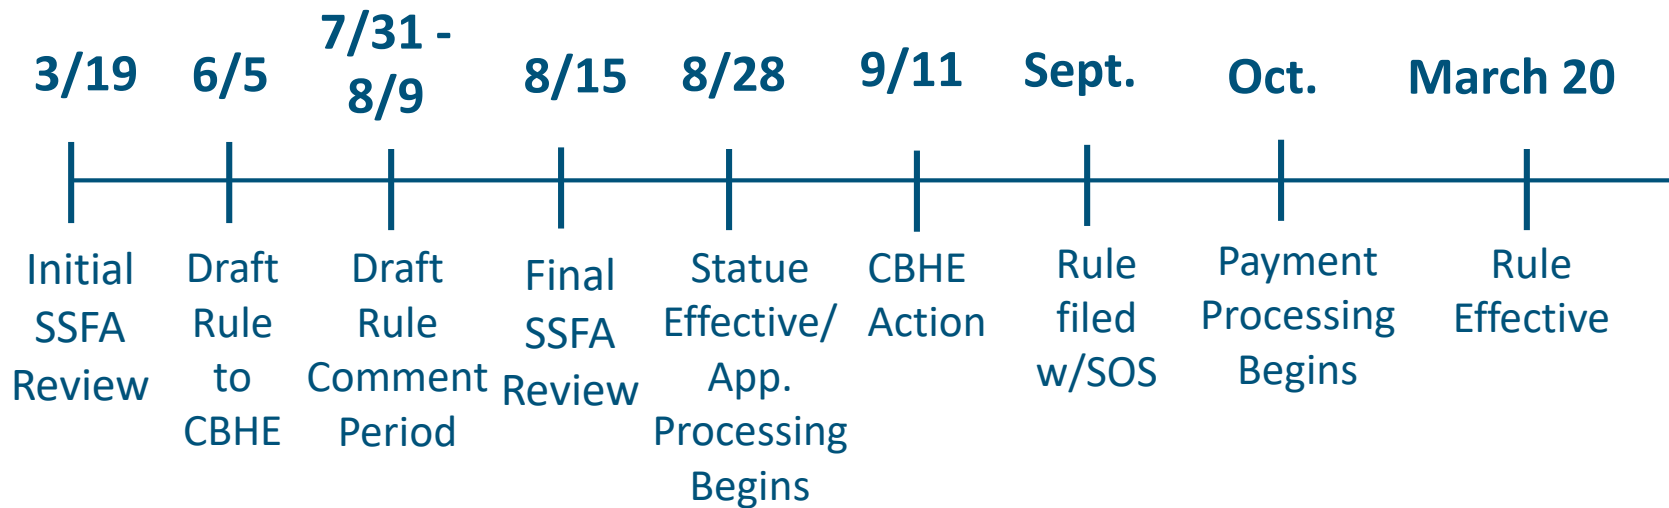 3/19
6/5
7/31 -
8/9
8/15
8/28
9/11
Sept.
Oct.
March 20
Initial
SSFA
Review
Draft
Rule
to
CBHE
Draft
Rule
Comment
Period
Final
SSFA
Review
Statue
Effective/
App.
Processing
Begins
CBHE
Action
Rule
filed
w/SOS
Payment
Processing
Begins
Rule
Effective